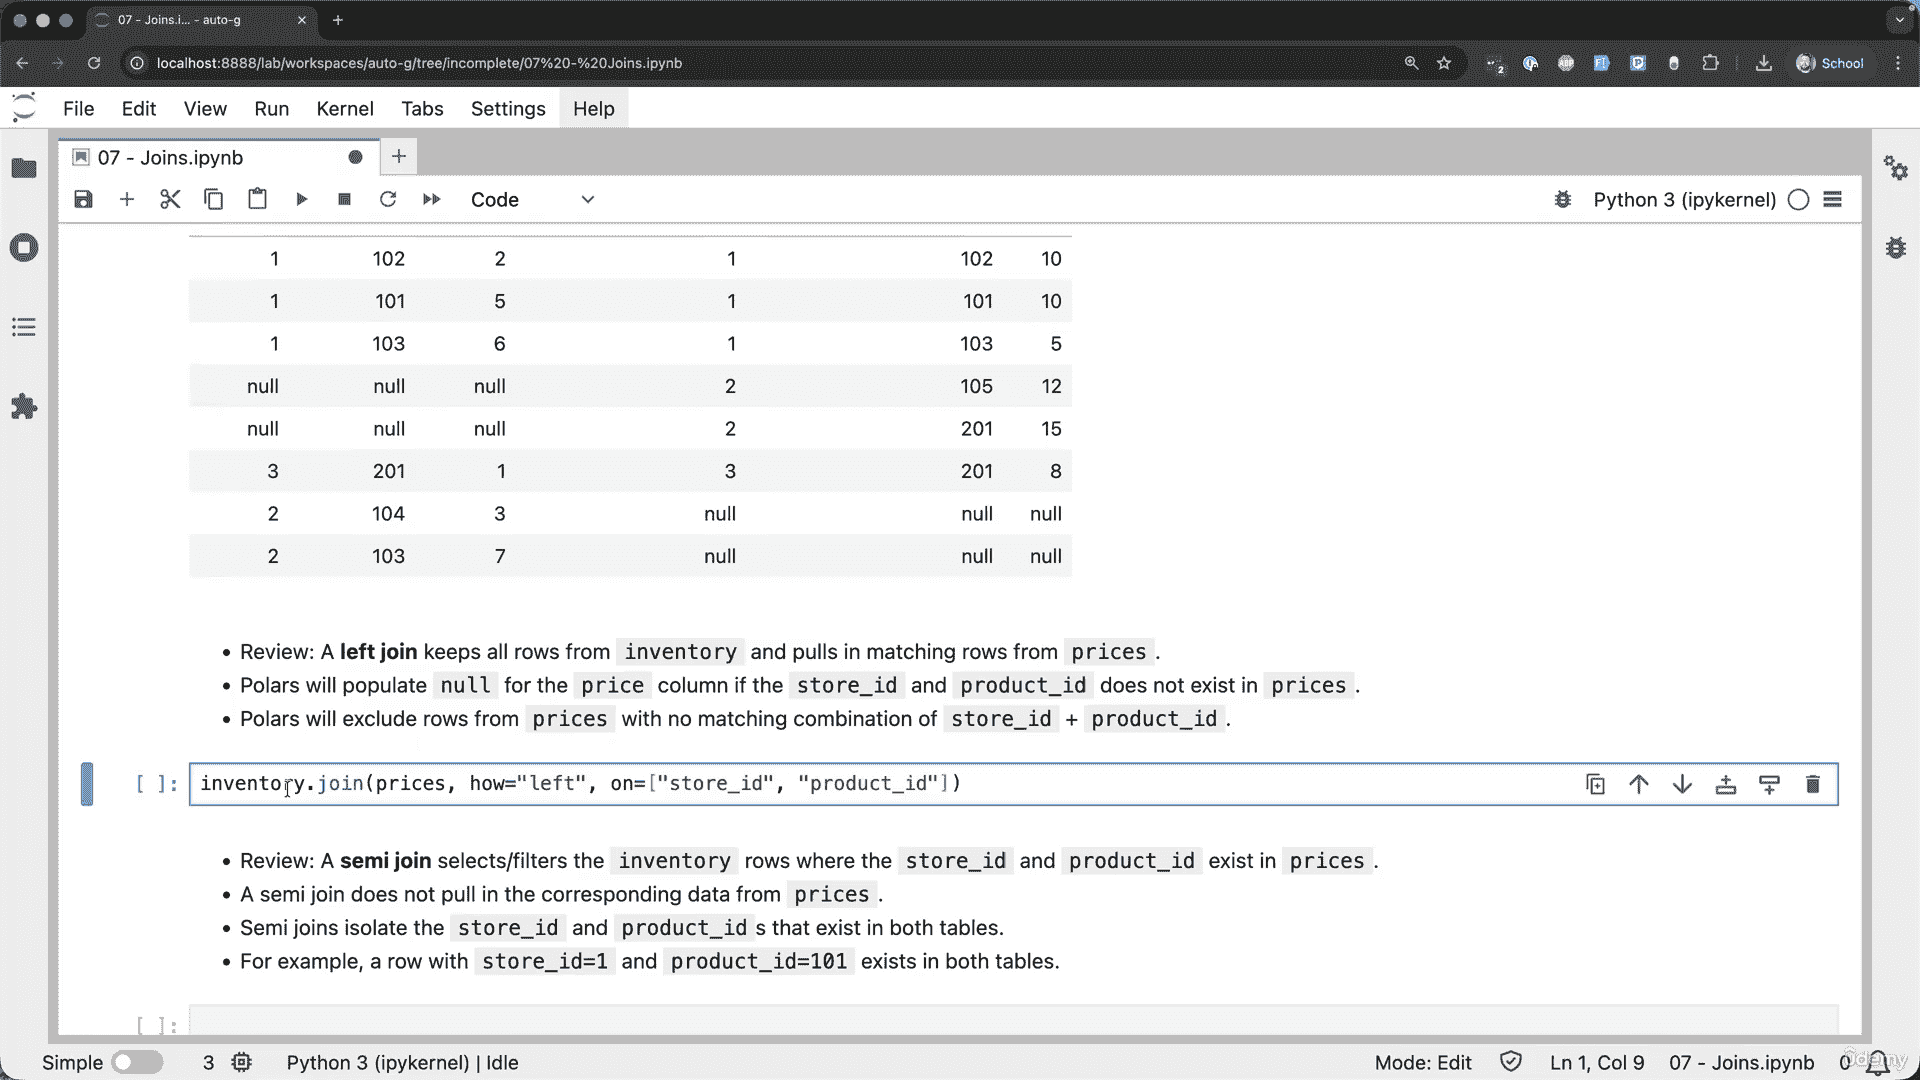 07 - Joins.i... - auto-g
localhost:8888/lab/workspaces/auto-g/tree/incomplete/07%20-%20Joins.ipynb
2
ABP
School
File Edit View Run Kernel Tabs Settings Help
07 - Joins.ipynb
Code
Python 3 (ipykernel)
1 102 2 1 102 10
1 101 5 1 101 10
1 103 6 1 103 5
null null null 2 105 12
null null null 2 201 15
3 201 1 3 201 8
2 104 3 null null null
2 103 7 null null null
• Review: A left join keeps all rows from inventory and pulls in matching rows from prices .
• Polars will populate null for the price column if the store_id and product_id does not exist in prices .
• Polars will exclude rows from prices with no matching combination of store_id + product_id .
[ ]: inventory.join(prices, how="left", on=["store_id", "product_id"])
• Review: A semi join selects/filters the inventory rows where the store_id and product_id exist in prices .
• A semi join does not pull in the corresponding data from prices .
• Semi joins isolate the store_id and product_id s that exist in both tables.
• For example, a row with store_id=1 and product_id=101 exists in both tables.
[ ]:
Simple 3 Python 3 (ipykernel) | Idle Mode: Edit Ln 1, Col 9 07 - Joins.ipynb 0
udemy